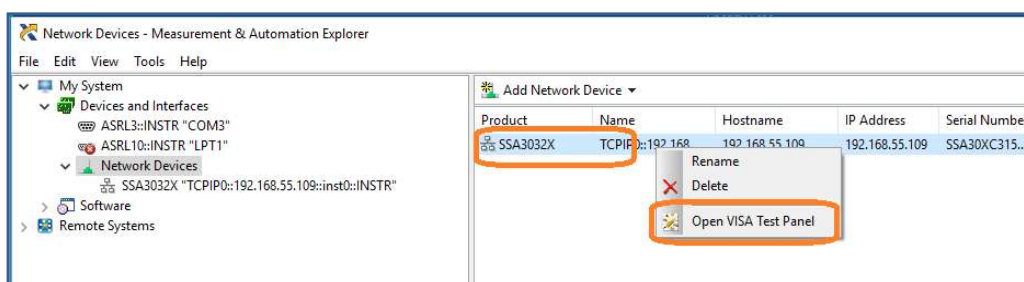 Network Devices - Measurement & Automation Explorer
File Edit View Tools Help
My System
Devices and Interfaces
ASRL3::INSTR "COM3"
ASRL10::INSTR "LPT1"
Network Devices
SSA3032X "TCPIP0::192.168.55.109::inst0::INSTR"
Software
Remote Systems
Add Network Device
Product Name Hostname IP Address Serial Numbe
SSA3032X TCPIP0::192.168 192.168.55.109 192.168.55.109 SSA30XC315...
Rename
Delete
Open VISA Test Panel